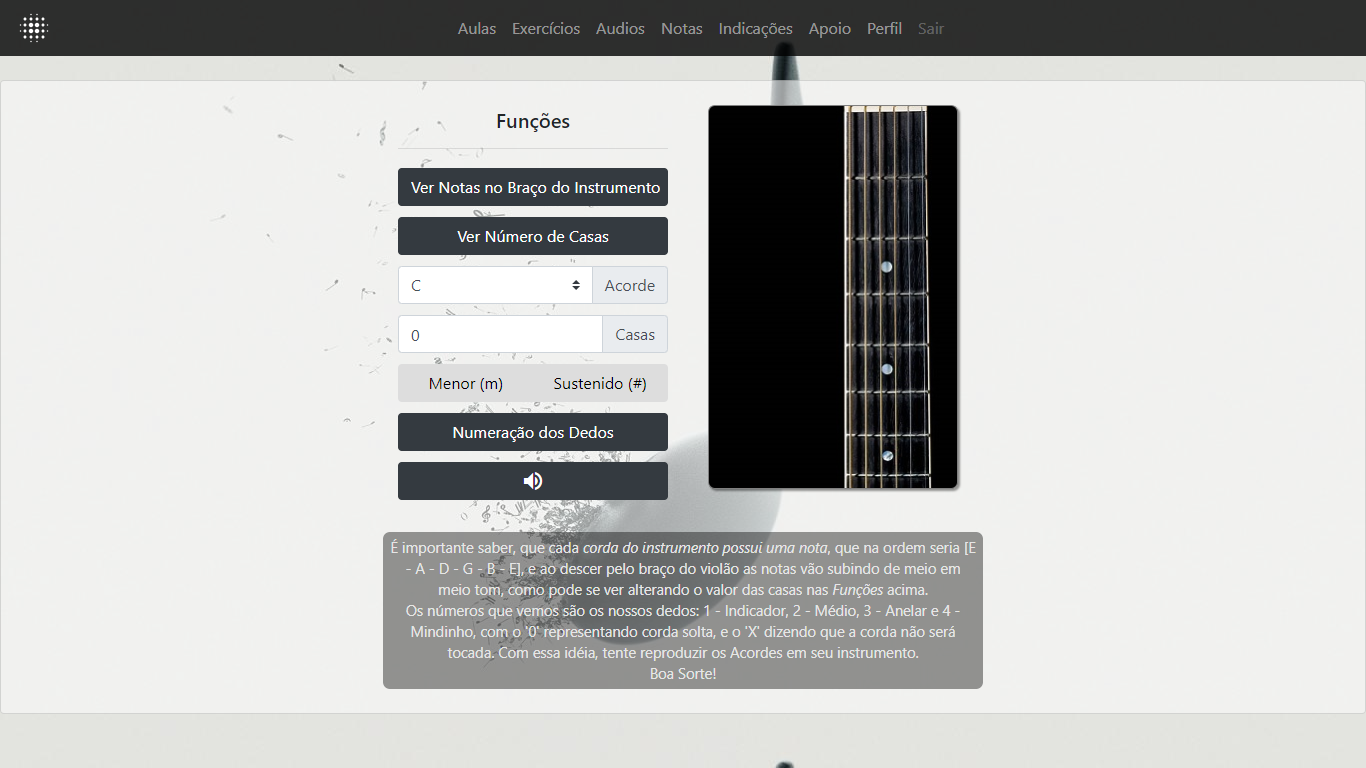 Aulas Exercícios Audios Notas Indicações Apoio Perfil Sair
Funções
Ver Notas no Braço do Instrumento
Ver Número de Casas
C Acorde
0 Casas
Menor (m) Sustenido (#)
Numeração dos Dedos
É importante saber, que cada corda do instrumento possui uma nota, que na ordem seria [E
- A - D - G - B - E], e ao descer pelo braço do violão as notas vão subindo de meio em
meio tom, como pode se ver alterando o valor das casas nas Funções acima.
Os números que vemos são os nossos dedos: 1 - Indicador, 2 - Médio, 3 - Anelar e 4 -
Mindinho, com o '0' representando corda solta, e o 'X' dizendo que a corda não será
tocada. Com essa idéia, tente reproduzir os Acordes em seu instrumento.
Boa Sorte!